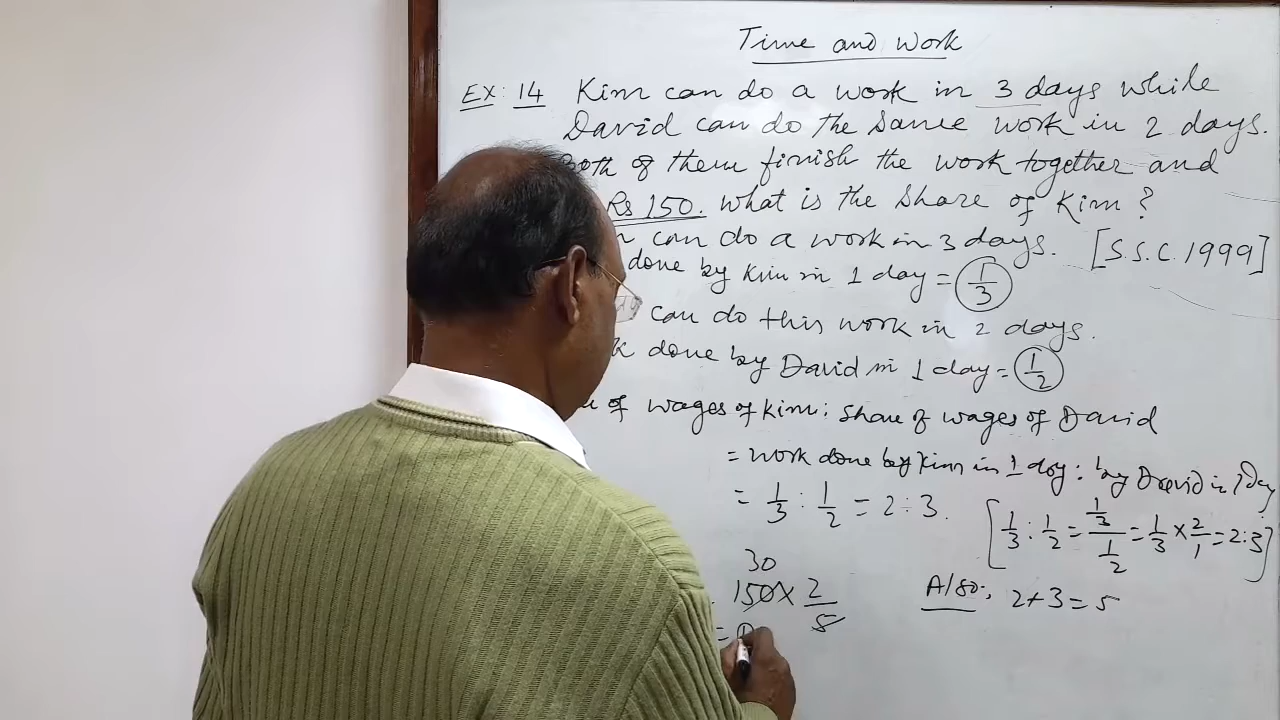 Time and Work
EX: 14 Kim can do a work in 3 days while
David can do the same work in 2 days.
Both of them finish the work together and
Rs 150. What is the share of Kim?
can do a work in 3 days. [S.S.C. 1999]
done by Kim in 1 day = 1/3
can do this work in 2 days.
done by David in 1 day = 1/2
of wages of Kim: Share of wages of David
= work done by Kim in 1 day: by David in 1 day
= 1/3 : 1/2 = 2:3. [1/3 : 1/2 = 1/3 / 1/2 = 1/3 × 2/1 = 2:3]
30
150 × 2/5 Also, 2+3=5
=